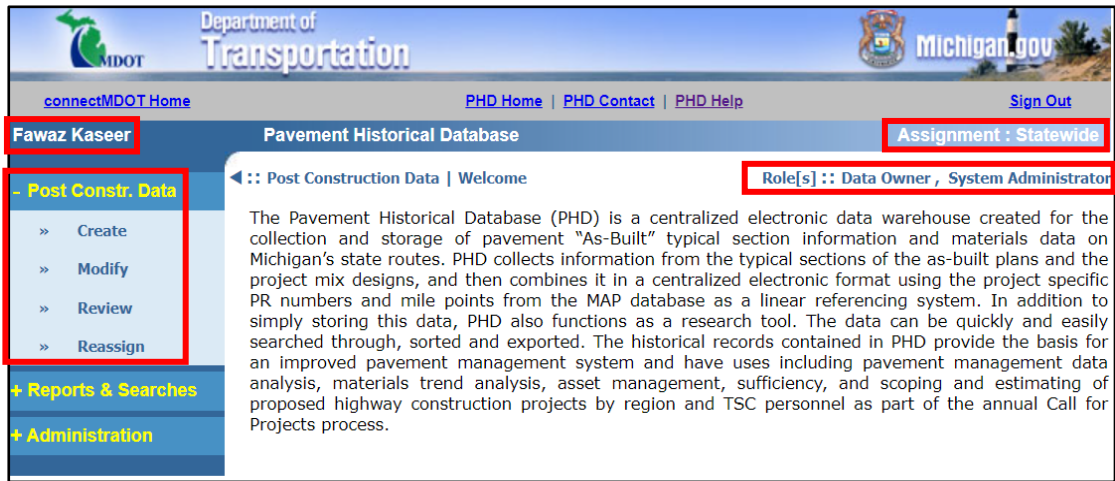 Department of
MDOT Transportation Michigan.gov
connectMDOT Home PHD Home | PHD Contact | PHD Help Sign Out
Fawaz Kaseer Pavement Historical Database Assignment : Statewide
- Post Constr. Data :: Post Construction Data | Welcome Role[s] :: Data Owner , System Administrator
» Create
» Modify
» Review
» Reassign
+ Reports & Searches
+ Administration
The Pavement Historical Database (PHD) is a centralized electronic data warehouse created for the
collection and storage of pavement “As-Built” typical section information and materials data on
Michigan’s state routes. PHD collects information from the typical sections of the as-built plans and the
project mix designs, and then combines it in a centralized electronic format using the project specific
PR numbers and mile points from the MAP database as a linear referencing system. In addition to
simply storing this data, PHD also functions as a research tool. The data can be quickly and easily
searched through, sorted and exported. The historical records contained in PHD provide the basis for
an improved pavement management system and have uses including pavement management data
analysis, materials trend analysis, asset management, sufficiency, and scoping and estimating of
proposed highway construction projects by region and TSC personnel as part of the annual Call for
Projects process.